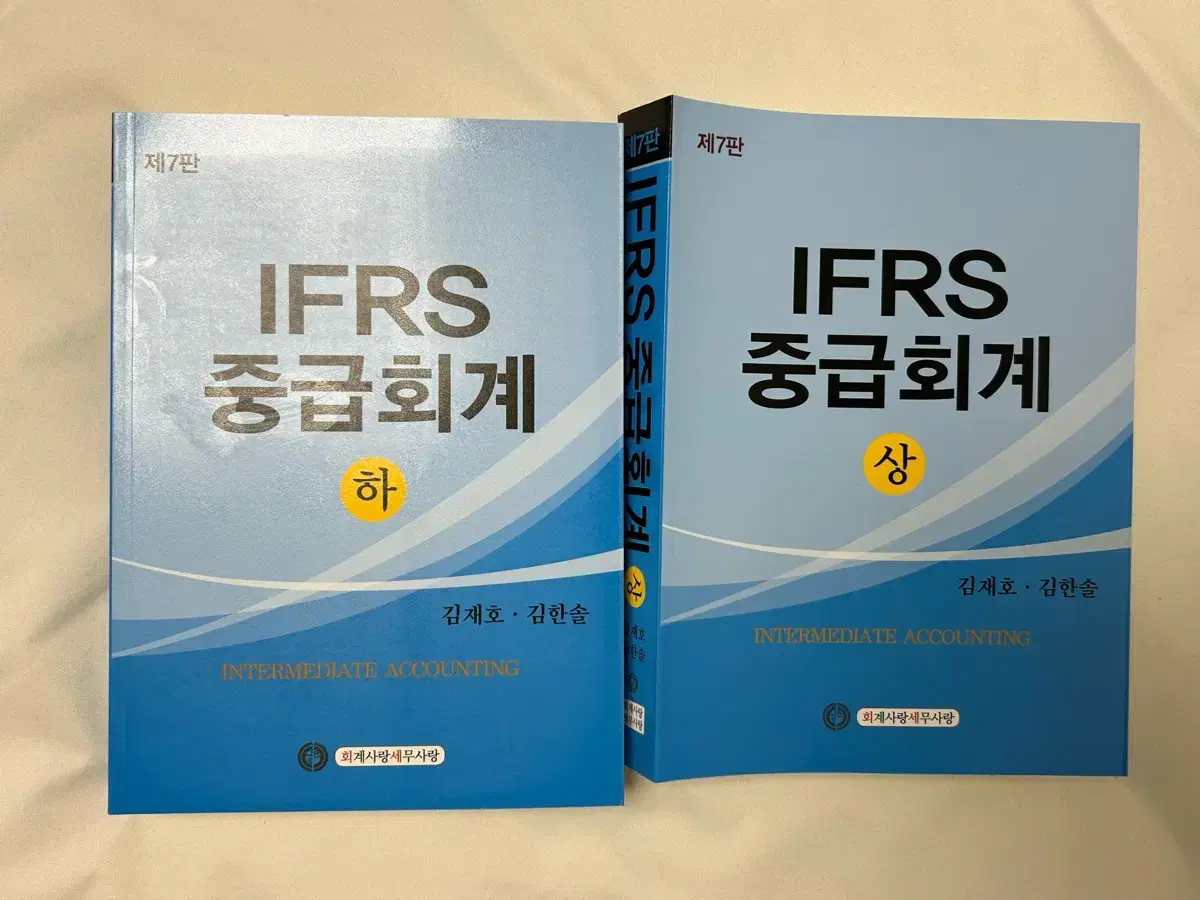 제7판
IFRS
중급회계
하
김재호·김한솔
INTERMEDIATE ACCOUNTING
회계사랑세무사랑
제7판
IFRS 중급회계
상
제7판
IFRS
중급회계
상
김재호·김한솔
INTERMEDIATE ACCOUNTING
회계사랑세무사랑